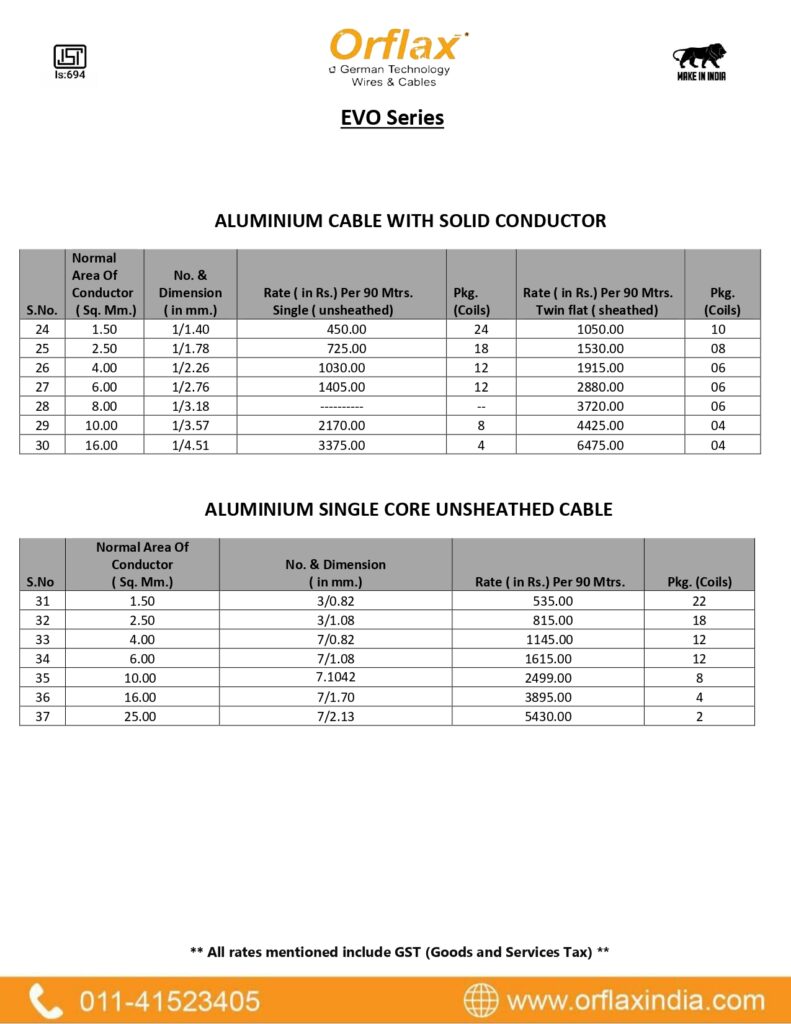 ISI
Is:694
Orflax
German Technology
Wires & Cables
MAKE IN INDIA
EVO Series
ALUMINIUM CABLE WITH SOLID CONDUCTOR
S.No. Normal Area Of Conductor ( Sq. Mm.) No. & Dimension ( in mm.) Rate ( in Rs.) Per 90 Mtrs. Single ( unsheathed) Pkg. (Coils) Rate ( in Rs.) Per 90 Mtrs. Twin flat ( sheathed) Pkg. (Coils)
24 1.50 1/1.40 450.00 24 1050.00 10
25 2.50 1/1.78 725.00 18 1530.00 08
26 4.00 1/2.26 1030.00 12 1915.00 06
27 6.00 1/2.76 1405.00 12 2880.00 06
28 8.00 1/3.18 ---------- -- 3720.00 06
29 10.00 1/3.57 2170.00 8 4425.00 04
30 16.00 1/4.51 3375.00 4 6475.00 04
ALUMINIUM SINGLE CORE UNSHEATHED CABLE
S.No Normal Area Of Conductor ( Sq. Mm.) No. & Dimension ( in mm.) Rate ( in Rs.) Per 90 Mtrs. Pkg. (Coils)
31 1.50 3/0.82 535.00 22
32 2.50 3/1.08 815.00 18
33 4.00 7/0.82 1145.00 12
34 6.00 7/1.08 1615.00 12
35 10.00 7.1042 2499.00 8
36 16.00 7/1.70 3895.00 4
37 25.00 7/2.13 5430.00 2
** All rates mentioned include GST (Goods and Services Tax) **
011-41523405
www.orflaxindia.com